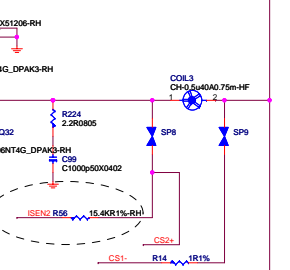 X51206-RH
4G_DPAK3-RH
COIL3
CH-0.5u40A0.75m-HF
1 2
R224
2.2R0805
Q32
SP8
SP9
06NT4G_DPAK3-RH
C99
C1000p50X0402
ISEN2 R56 15.4KR1%-RH
CS2+
CS1- R14 1R1%